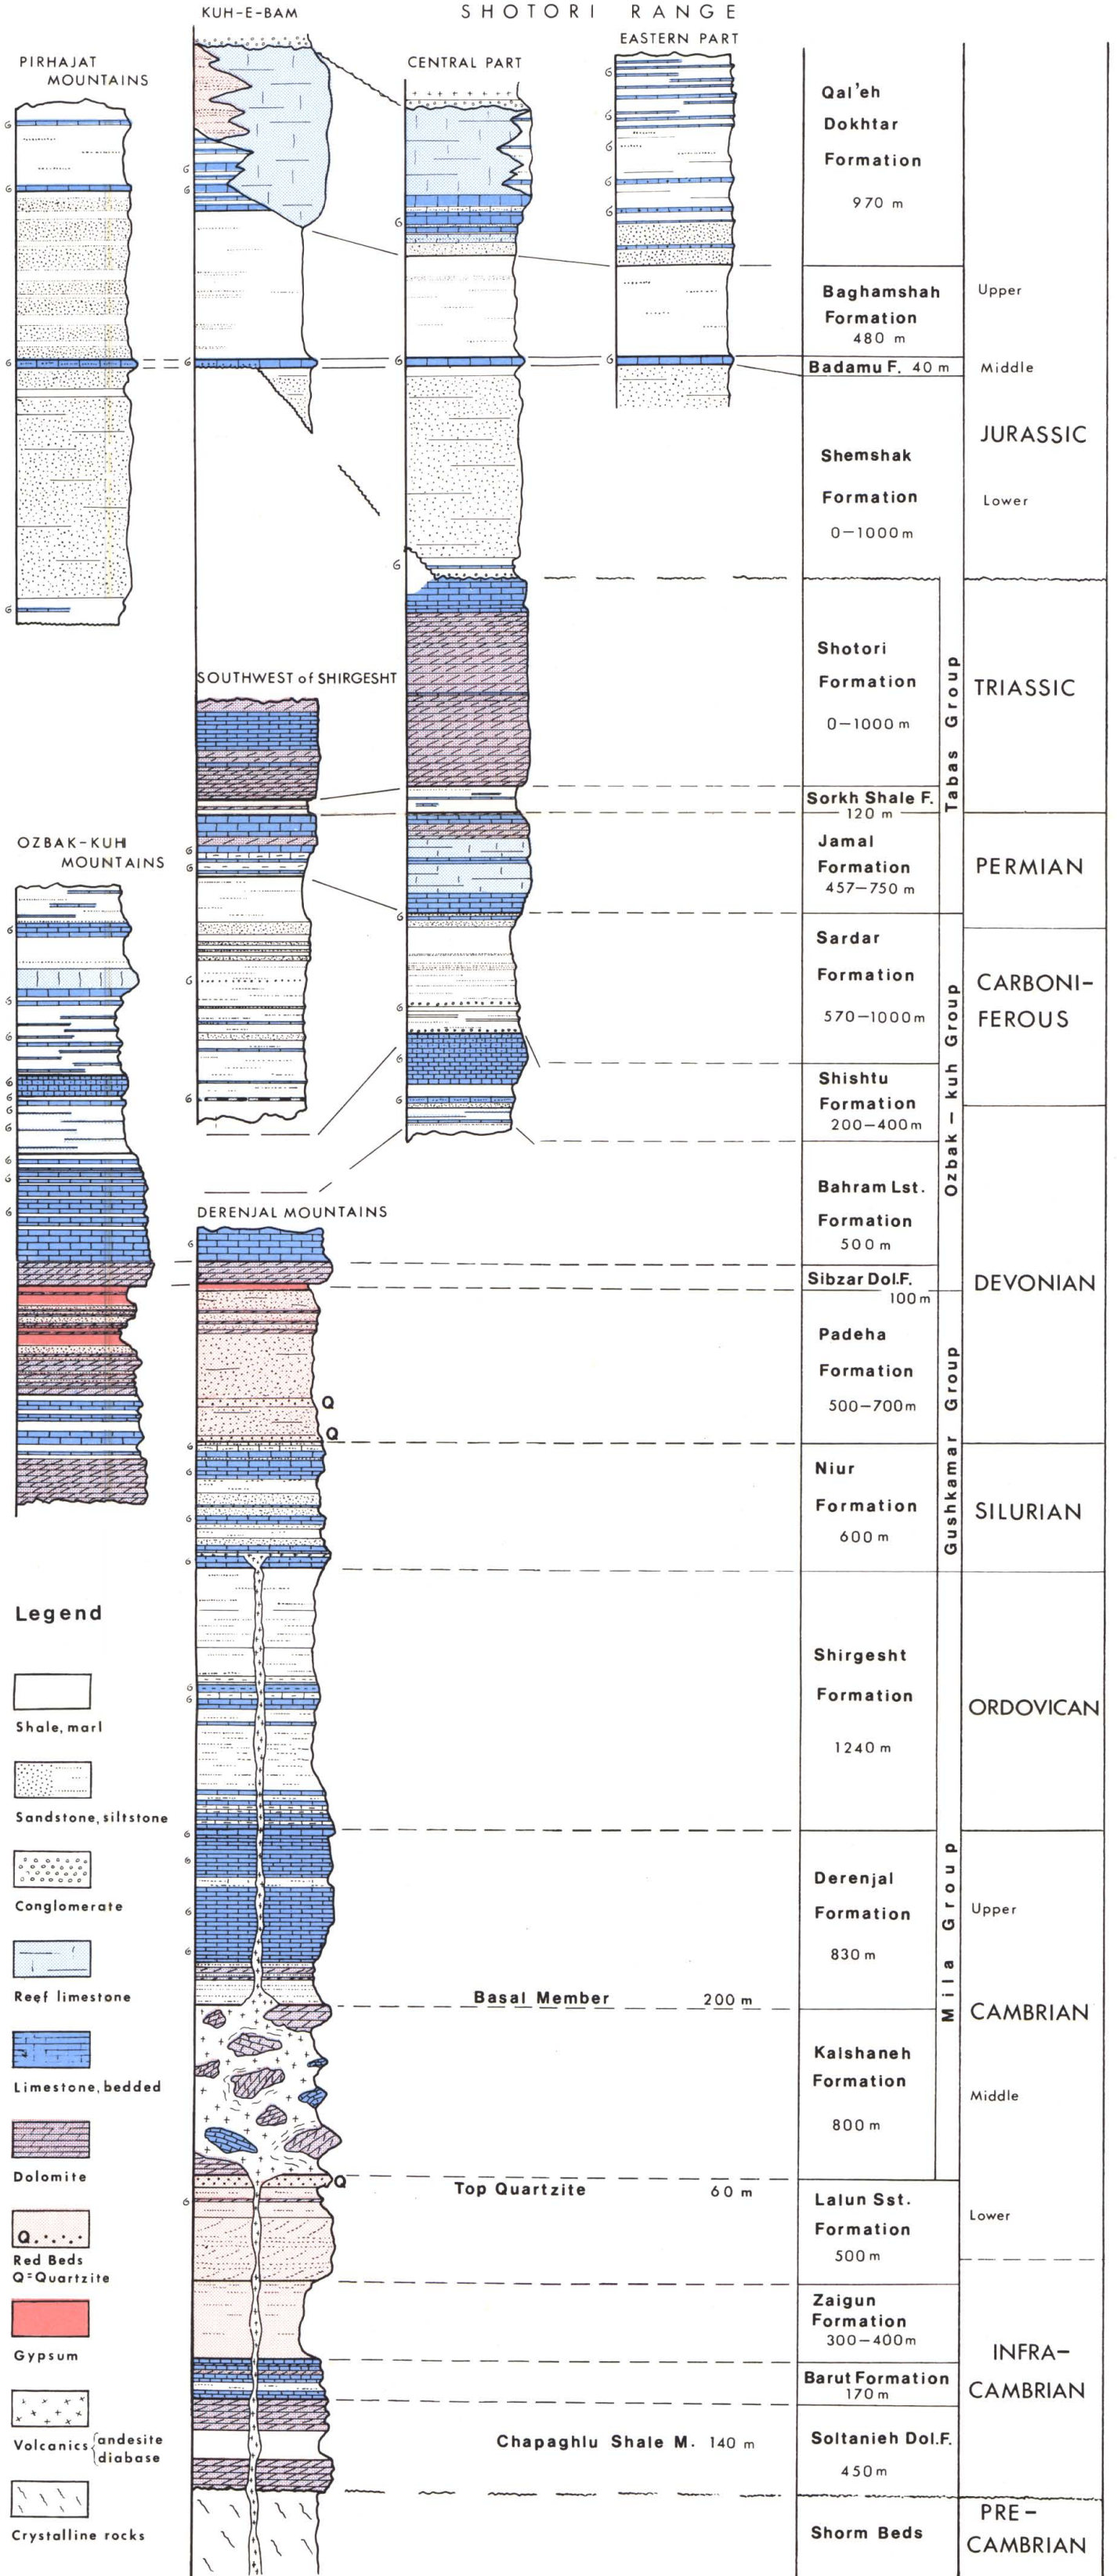 KUH-E-BAM
SHOTORI RANGE
EASTERN PART
CENTRAL PART
PIRHAJAT
MOUNTAINS
Qal'eh
Dokhtar
Formation
970 m
Baghamshah
Formation
480 m
Upper
Badamu F. 40 m
Middle
JURASSIC
Shemshak
Formation
0–1000 m
Lower
SOUTHWEST of SHIRGESHT
Shotori
Formation
0–1000 m
Tabas Group
TRIASSIC
Sorkh Shale F.
120 m
OZBAK-KUH
MOUNTAINS
Jamal
Formation
457–750 m
PERMIAN
Sardar
Formation
570–1000m
CARBONI-
FEROUS
Ozbak – kuh Group
Shishtu
Formation
200–400m
DERENJAL MOUNTAINS
Bahram Lst.
Formation
500 m
Sibzar Dol.F.
100m
DEVONIAN
Padeha
Formation
500–700m
Q
Q
Gushkamar Group
Niur
Formation
600 m
SILURIAN
Shirgesht
Formation
1240 m
ORDOVICAN
Derenjal
Formation
830 m
Upper
Mila Group
Basal Member 200 m
CAMBRIAN
Kalshaneh
Formation
800 m
Middle
Q
Top Quartzite 60 m
Lalun Sst.
Formation
500 m
Lower
Zaigun
Formation
300–400m
INFRA-
CAMBRIAN
Barut Formation
170 m
Chapaghlu Shale M. 140 m
Soltanieh Dol.F.
450 m
Shorm Beds
PRE-
CAMBRIAN
Legend
Shale, marl
Sandstone, siltstone
Conglomerate
Reef limestone
Limestone, bedded
Dolomite
Q
Red Beds
Q=Quartzite
Gypsum
Volcanics {andesite
diabase
Crystalline rocks